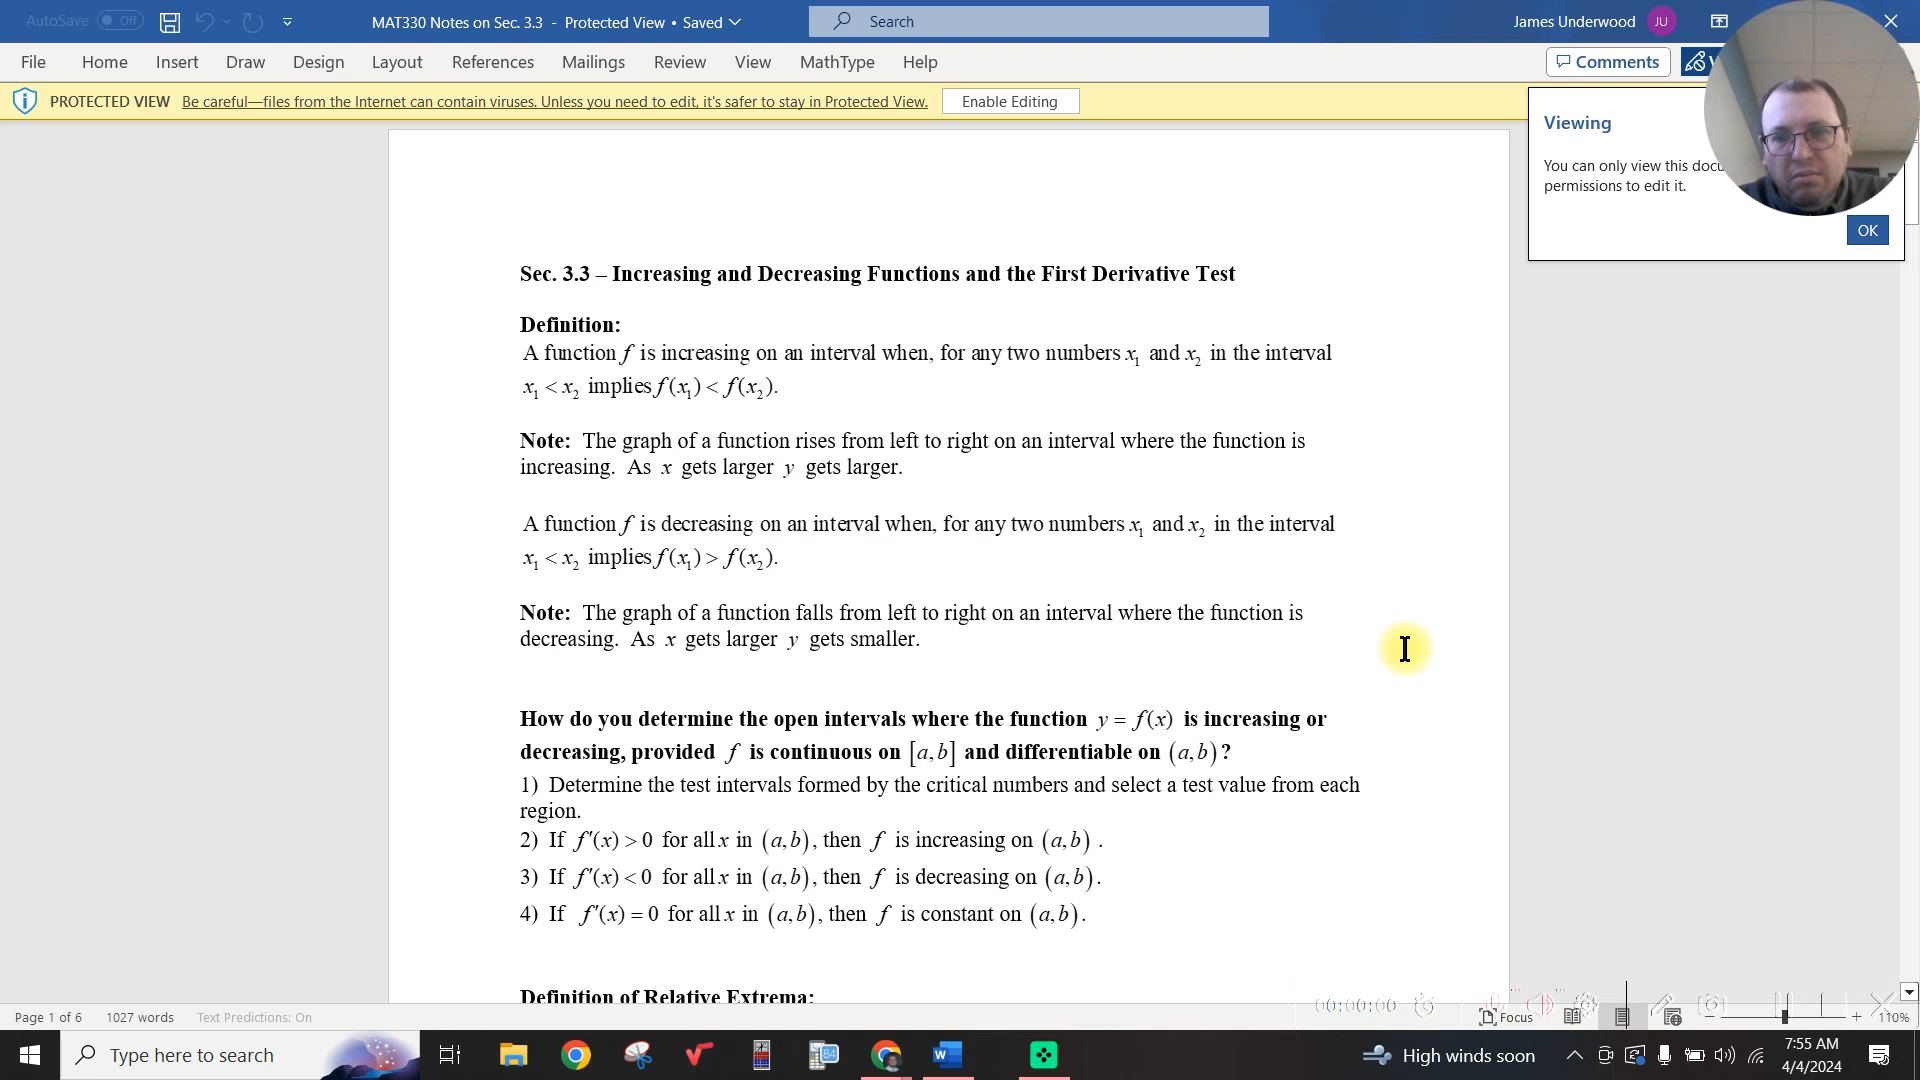 AutoSave Off MAT330 Notes on Sec. 3.3 - Protected View • Saved Search James Underwood JU
File Home Insert Draw Design Layout References Mailings Review View MathType Help Comments
PROTECTED VIEW Be careful—files from the Internet can contain viruses. Unless you need to edit, it's safer to stay in Protected View. Enable Editing
Viewing
You can only view this
permissions to edit it.
OK
Sec. 3.3 – Increasing and Decreasing Functions and the First Derivative Test
Definition:
A function f is increasing on an interval when, for any two numbers x₁ and x₂ in the interval
x₁ < x₂ implies f(x₁) < f(x₂).
Note: The graph of a function rises from left to right on an interval where the function is
increasing. As x gets larger y gets larger.
A function f is decreasing on an interval when, for any two numbers x₁ and x₂ in the interval
x₁ < x₂ implies f(x₁) > f(x₂).
Note: The graph of a function falls from left to right on an interval where the function is
decreasing. As x gets larger y gets smaller.
How do you determine the open intervals where the function y = f(x) is increasing or
decreasing, provided f is continuous on [a,b] and differentiable on (a,b)?
1) Determine the test intervals formed by the critical numbers and select a test value from each
region.
2) If f′(x) > 0 for all x in (a,b), then f is increasing on (a,b) .
3) If f′(x) < 0 for all x in (a,b), then f is decreasing on (a,b).
4) If f′(x) = 0 for all x in (a,b), then f is constant on (a,b).
Definition of Relative Extrema:
00:00:00
Page 1 of 6 1027 words Text Predictions: On Focus 110%
Type here to search 84 High winds soon 7:55 AM
4/4/2024